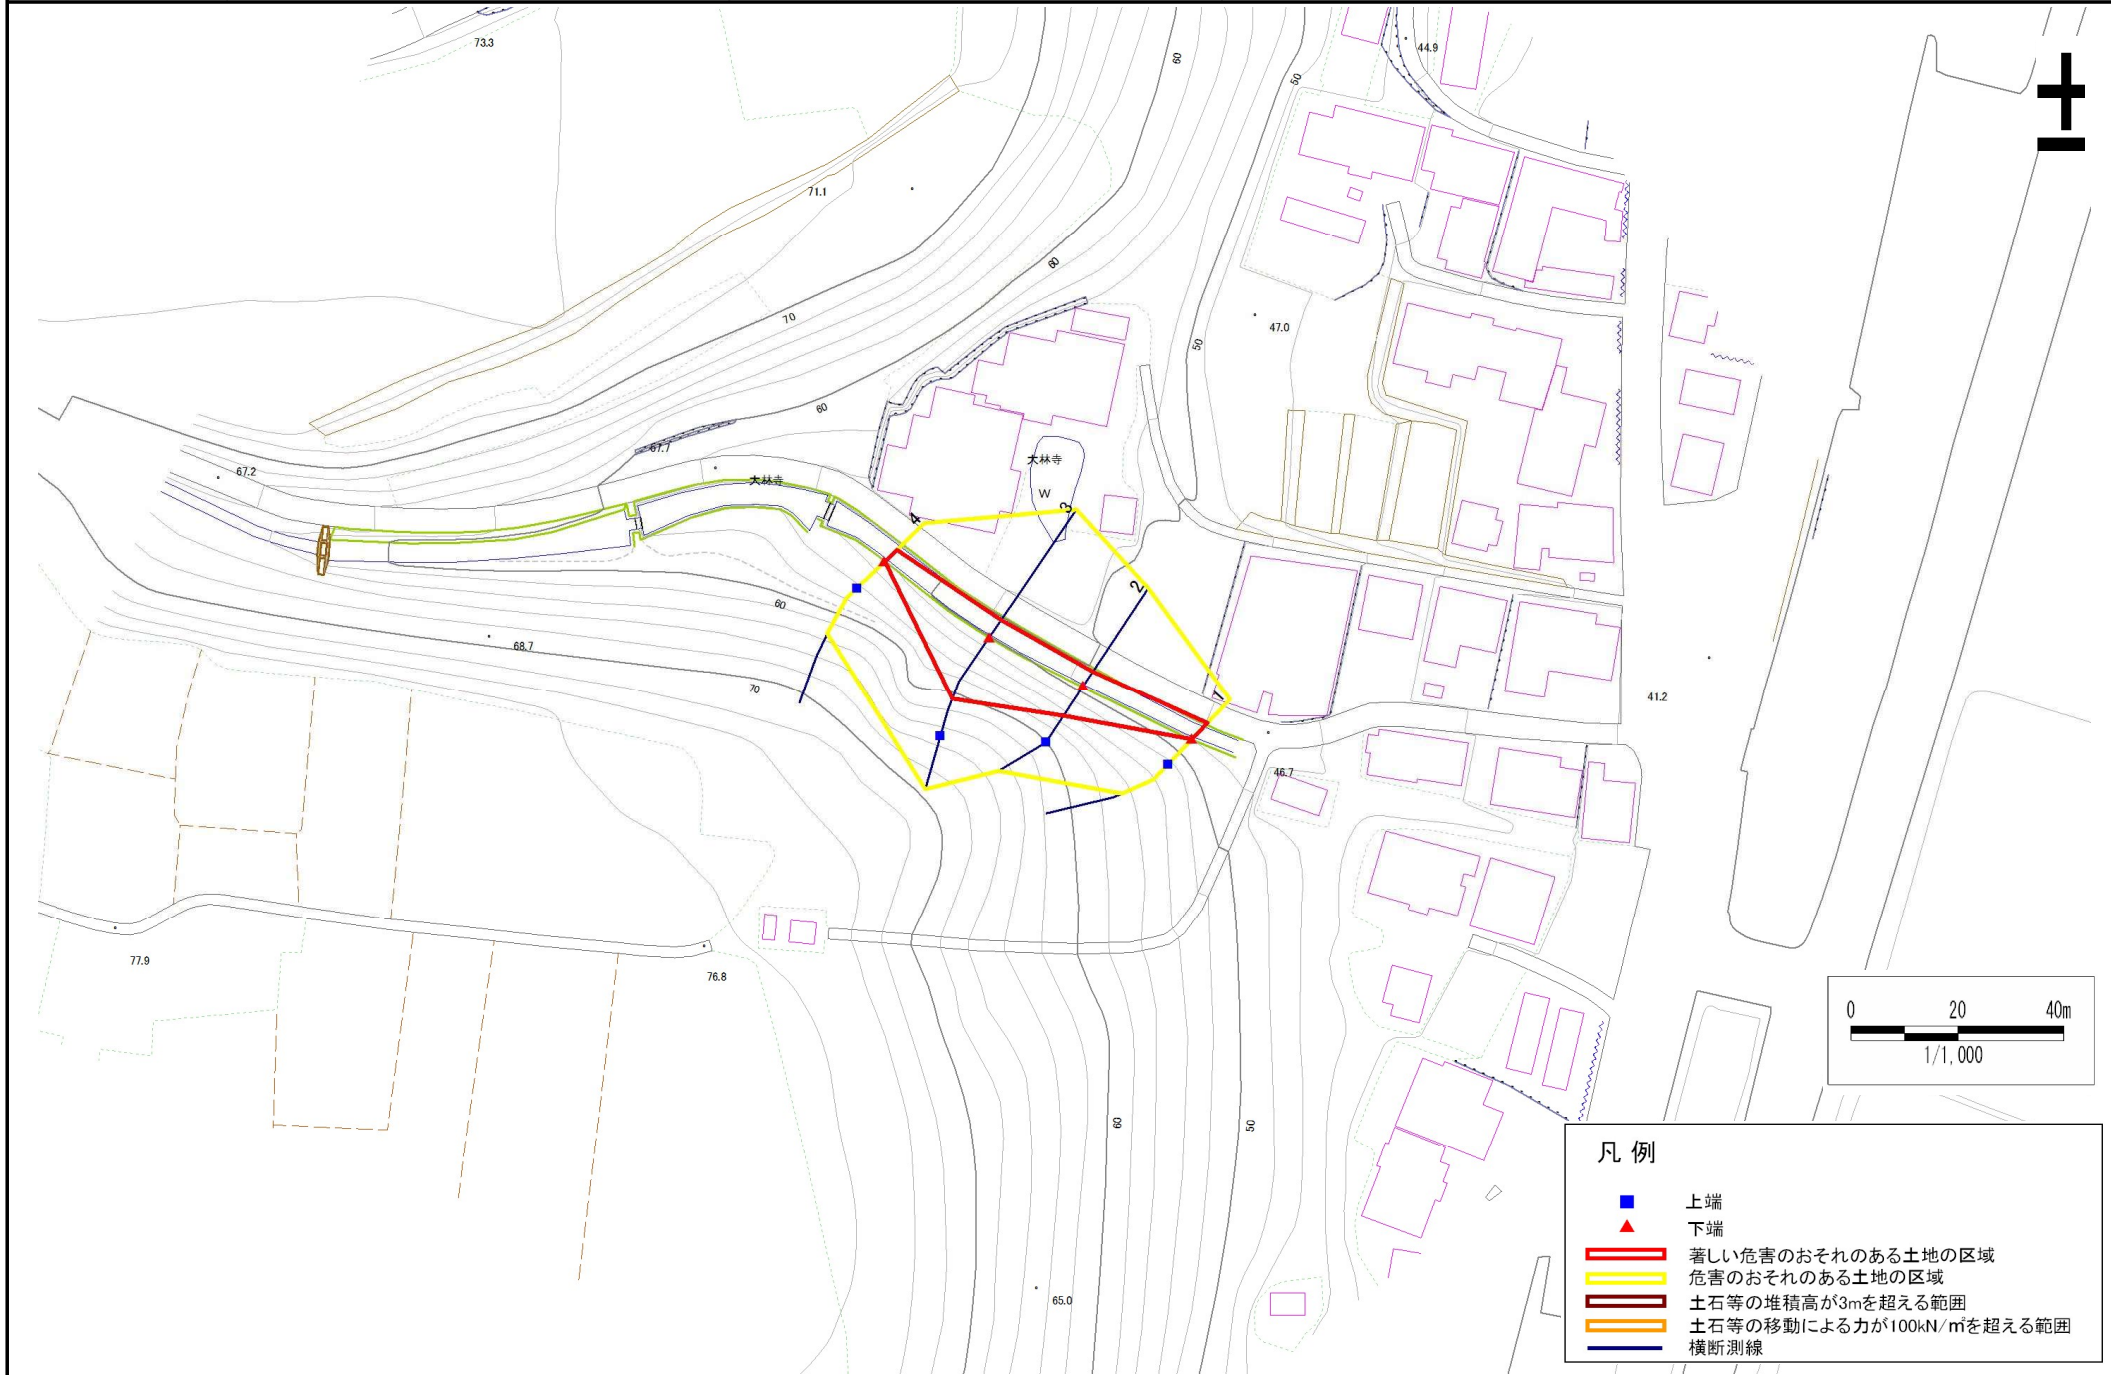 73.3
60
50
44.9
71.1
60
70
47.0
50
60
67.7
67.2
大林寺
大林寺
W
4
3
2
1
60
68.7
70
41.2
46.7
77.9
76.8
60
50
65.0
0 20 40m
1/1,000
凡 例
上端
下端
著しい危害のおそれのある土地の区域
危害のおそれのある土地の区域
土石等の堆積高が3mを超える範囲
土石等の移動による力が100kN/㎡を超える範囲
横断測線